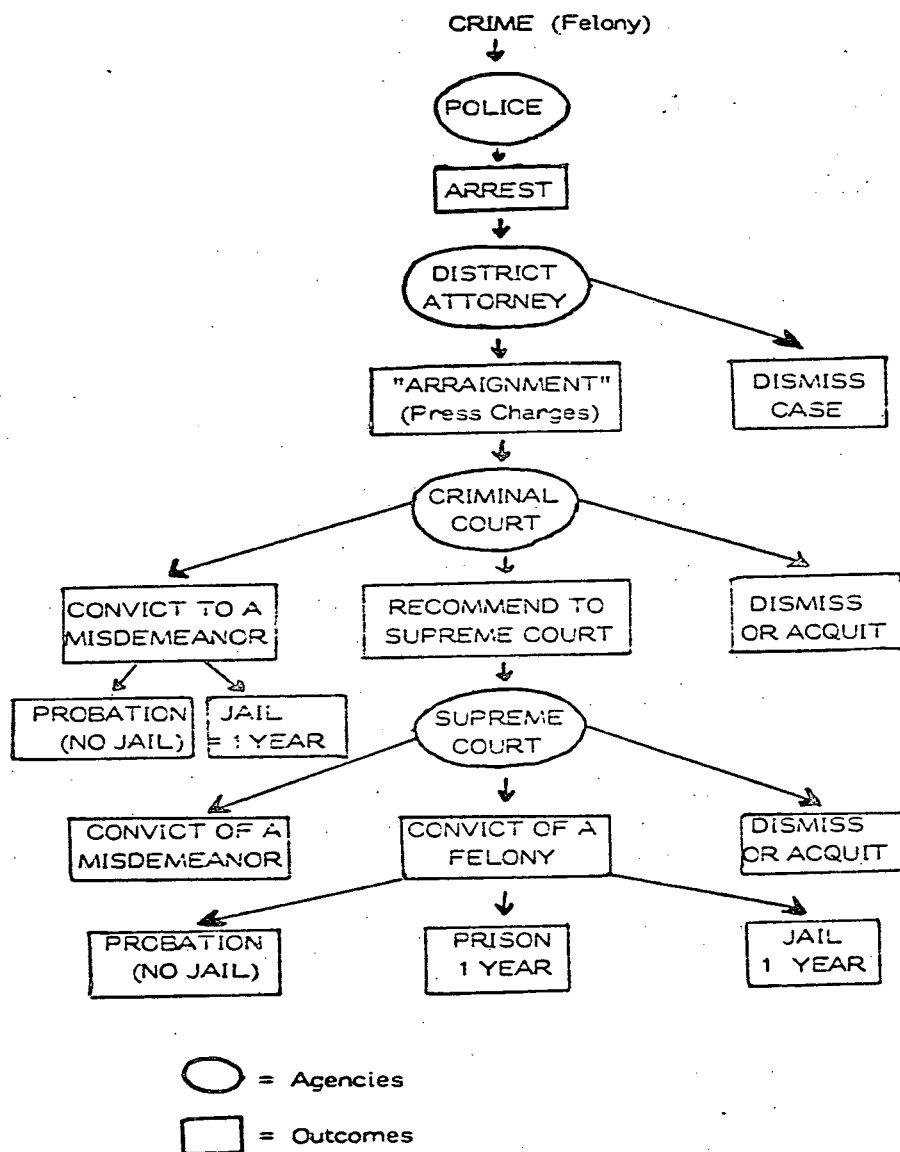 CRIME (Felony)
POLICE
ARREST
DISTRICT
ATTORNEY
"ARRAIGNMENT"
(Press Charges)
DISMISS
CASE
CRIMINAL
COURT
CONVICT TO A
MISDEMEANOR
RECOMMEND TO
SUPREME COURT
DISMISS
OR ACQUIT
PROBATION
(NO JAIL)
JAIL
= 1 YEAR
SUPREME
COURT
CONVICT OF A
MISDEMEANOR
CONVICT OF A
FELONY
DISMISS
OR ACQUIT
PROBATION
(NO JAIL)
PRISON
1 YEAR
JAIL
1 YEAR
= Agencies
= Outcomes